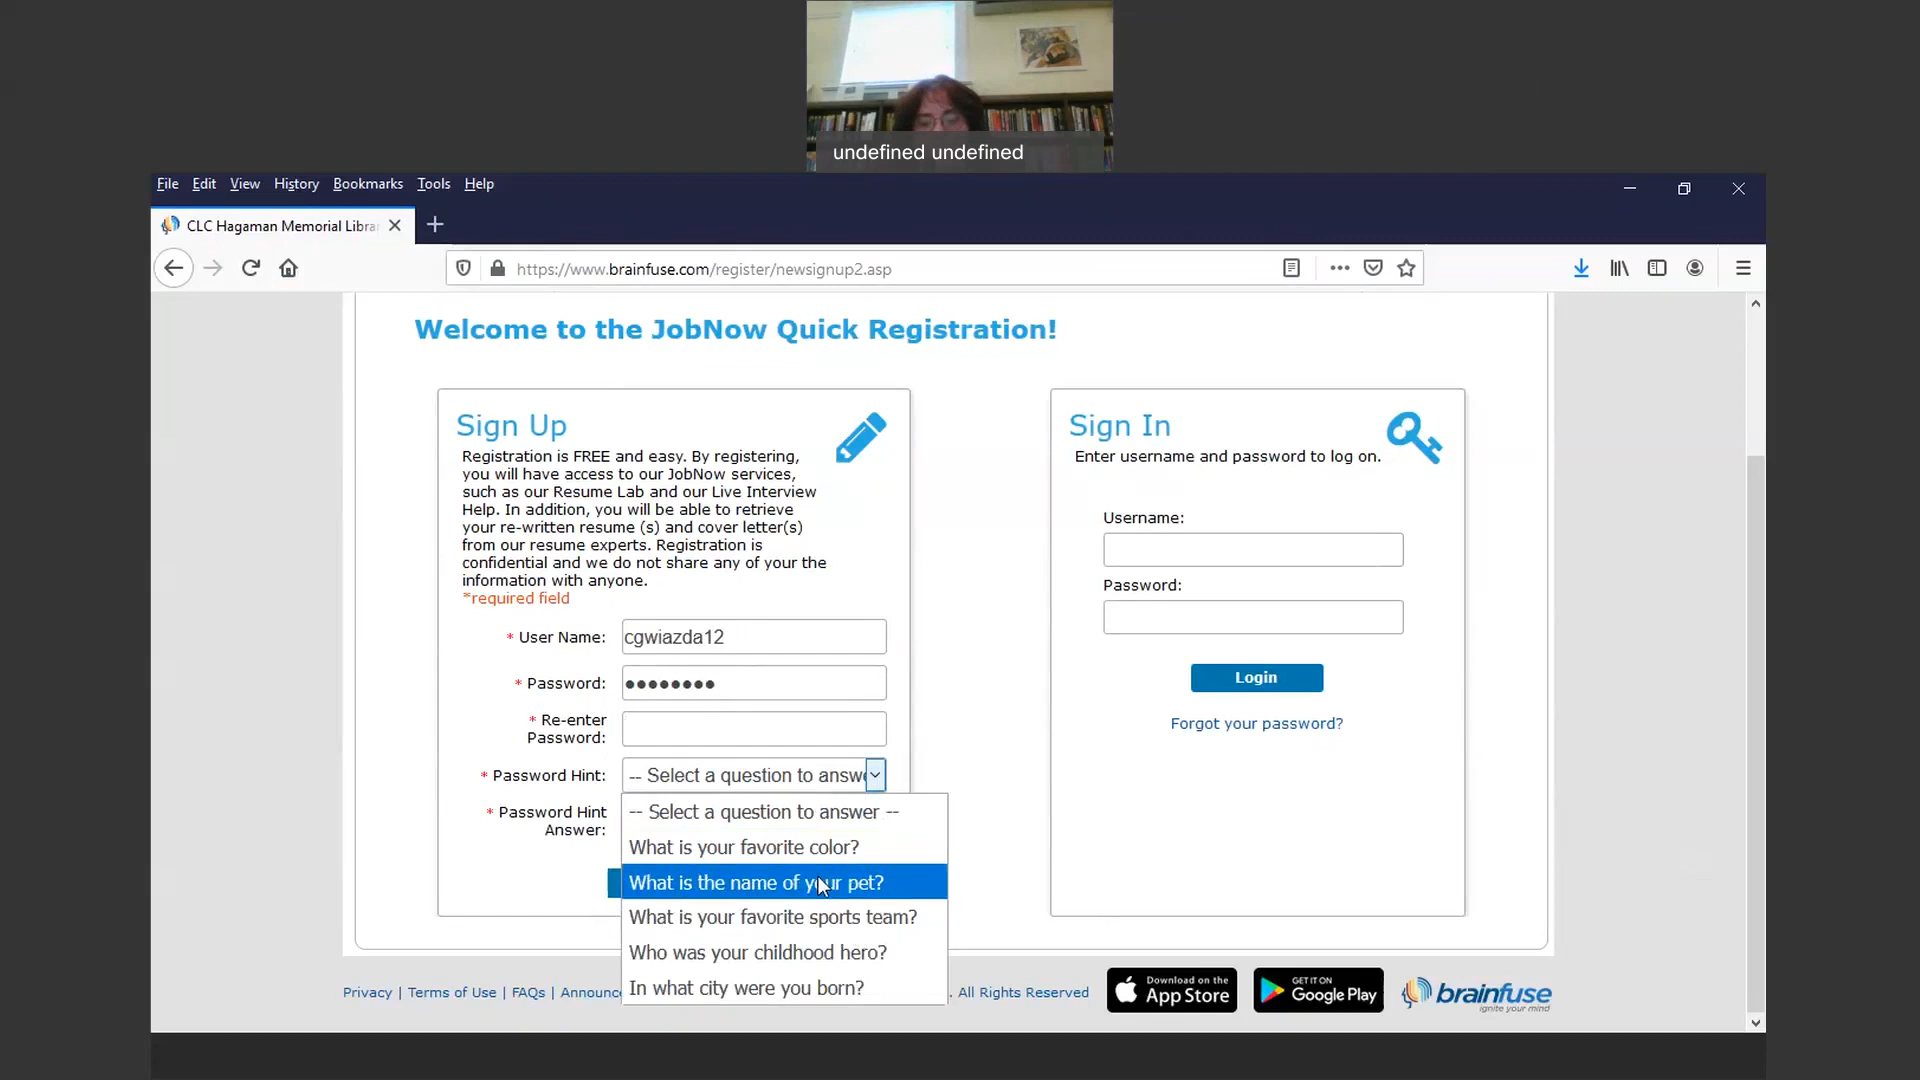 undefined undefined
File Edit View History Bookmarks Tools Help
CLC Hagaman Memorial Libra
https://www.brainfuse.com/register/newsignup2.asp
Welcome to the JobNow Quick Registration!
Sign Up
Registration is FREE and easy. By registering,
you will have access to our JobNow services,
such as our Resume Lab and our Live Interview
Help. In addition, you will be able to retrieve
your re-written resume (s) and cover letter(s)
from our resume experts. Registration is
confidential and we do not share any of your the
information with anyone.
*required field
* User Name: cgwiazda12
* Password: ●●●●●●●●
* Re-enter
Password:
* Password Hint: -- Select a question to answe
* Password Hint
Answer:
-- Select a question to answer --
What is your favorite color?
What is the name of your pet?
What is your favorite sports team?
Who was your childhood hero?
In what city were you born?
Sign In
Enter username and password to log on.
Username:
Password:
Login
Forgot your password?
Privacy | Terms of Use | FAQs | Announc
. All Rights Reserved
Download on the
App Store
GET IT ON
Google Play
brainfuse
ignite your mind